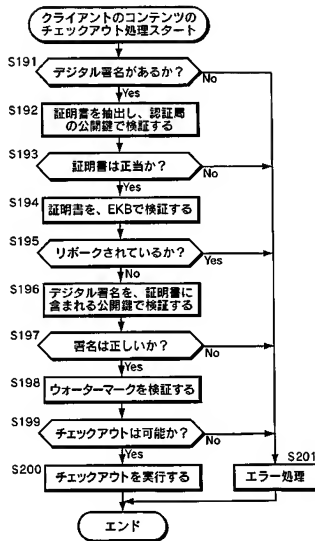 クライアントのコンテンツの
チェックアウト処理スタート
S191
デジタル署名があるか?
No
Yes
S192
証明書を抽出し、認証局
の公開鍵で検証する
S193
証明書は正当か?
No
Yes
S194
証明書を、EKBで検証する
S195
リボークされているか?
Yes
No
S196
デジタル署名を、証明書に
含まれる公開鍵で検証する
S197
署名は正しいか?
No
Yes
S198
ウォーターマークを検証する
S199
チェックアウトは可能か?
No
Yes
S200
チェックアウトを実行する
S201
エラー処理
エンド